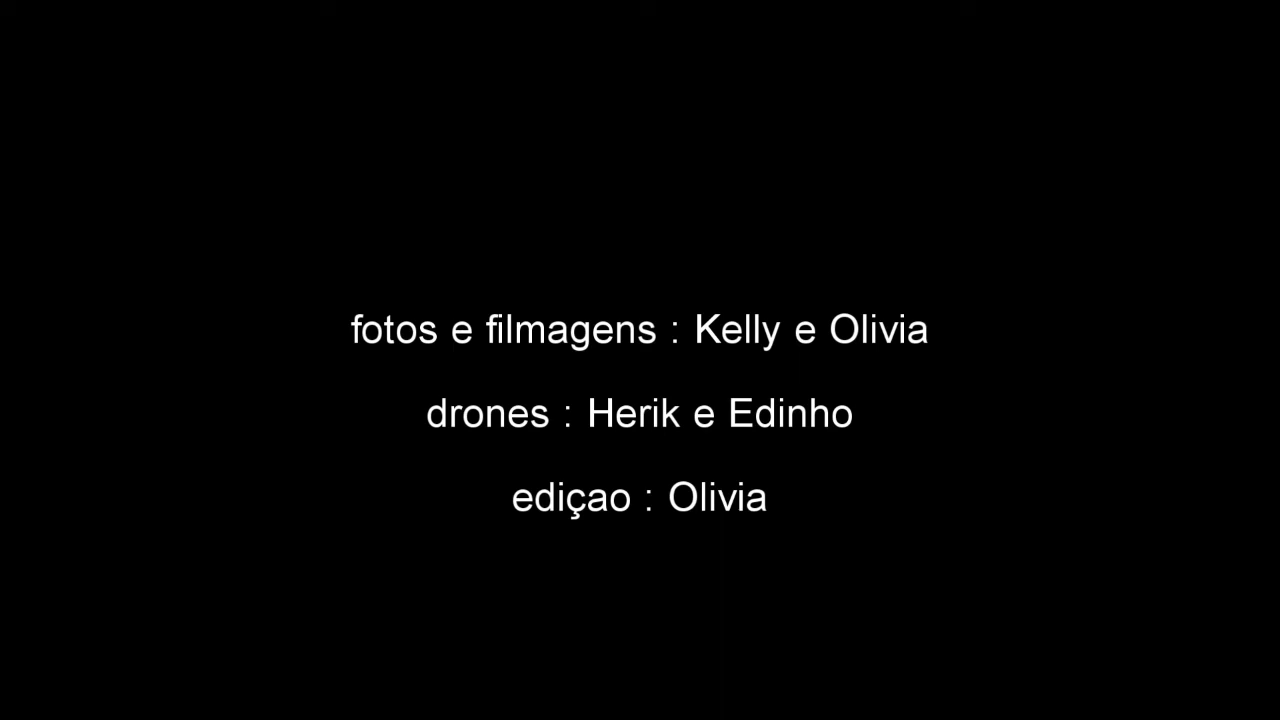 fotos e filmagens : Kelly e Olivia
drones : Herik e Edinho
ediçao : Olivia